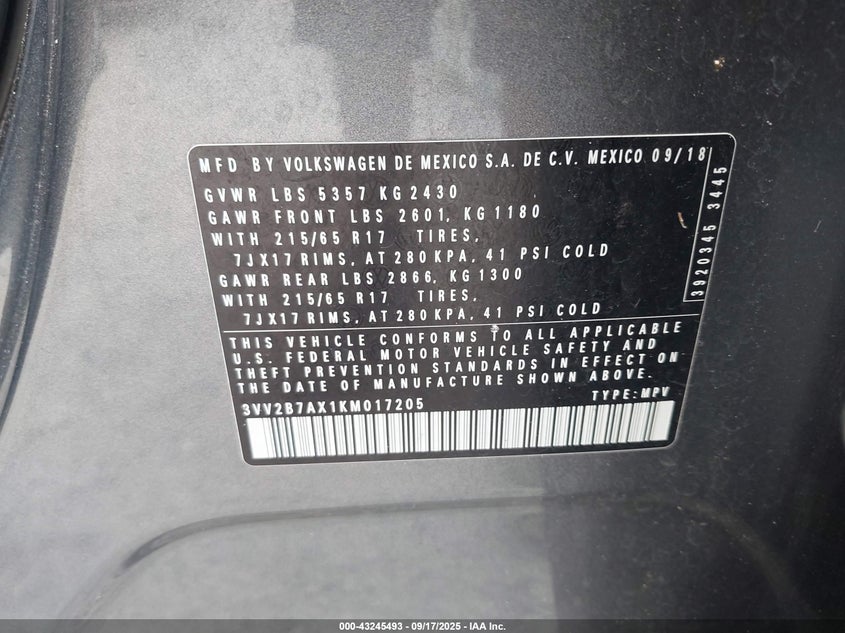 MFD BY VOLKSWAGEN DE MEXICO S.A. DE C.V. MEXICO 09/18
GVWR LBS 5357 KG 2430
GAWR FRONT LBS 2601, KG 1180
WITH 215/65 R17 TIRES,
7JX17 RIMS, AT 280 KPA, 41 PSI COLD
GAWR REAR LBS 2866, KG 1300
WITH 215/65 R17 TIRES,
7JX17 RIMS, AT 280 KPA, 41 PSI COLD
3920345 3445
THIS VEHICLE CONFORMS TO ALL APPLICABLE
U.S. FEDERAL MOTOR VEHICLE SAFETY AND
THEFT PREVENTION STANDARDS IN EFFECT ON
THE DATE OF MANUFACTURE SHOWN ABOVE.
3VV2B7AX1KM017205 TYPE: MPV
000-43245493 - 09/17/2025 - IAA Inc.